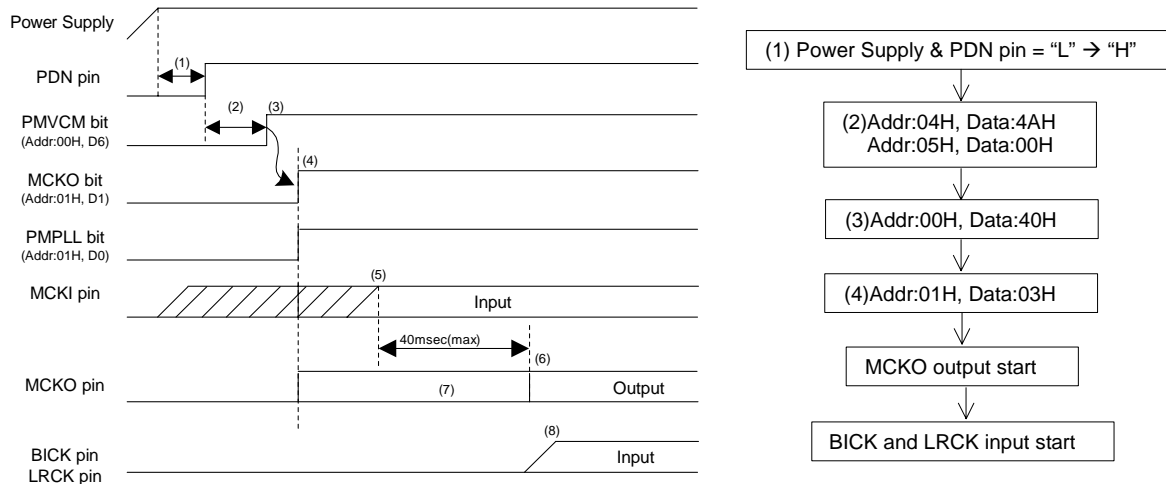 Power Supply
(1)
PDN pin
(2)
(3)
PMVCM bit
(Addr:00H, D6)
(4)
MCKO bit
(Addr:01H, D1)
PMPLL bit
(Addr:01H, D0)
(5)
MCKI pin
Input
40msec(max)
(6)
MCKO pin
(7)
Output
(8)
BICK pin
LRCK pin
Input
(1) Power Supply & PDN pin = “L” → “H”
(2)Addr:04H, Data:4AH
Addr:05H, Data:00H
(3)Addr:00H, Data:40H
(4)Addr:01H, Data:03H
MCKO output start
BICK and LRCK input start